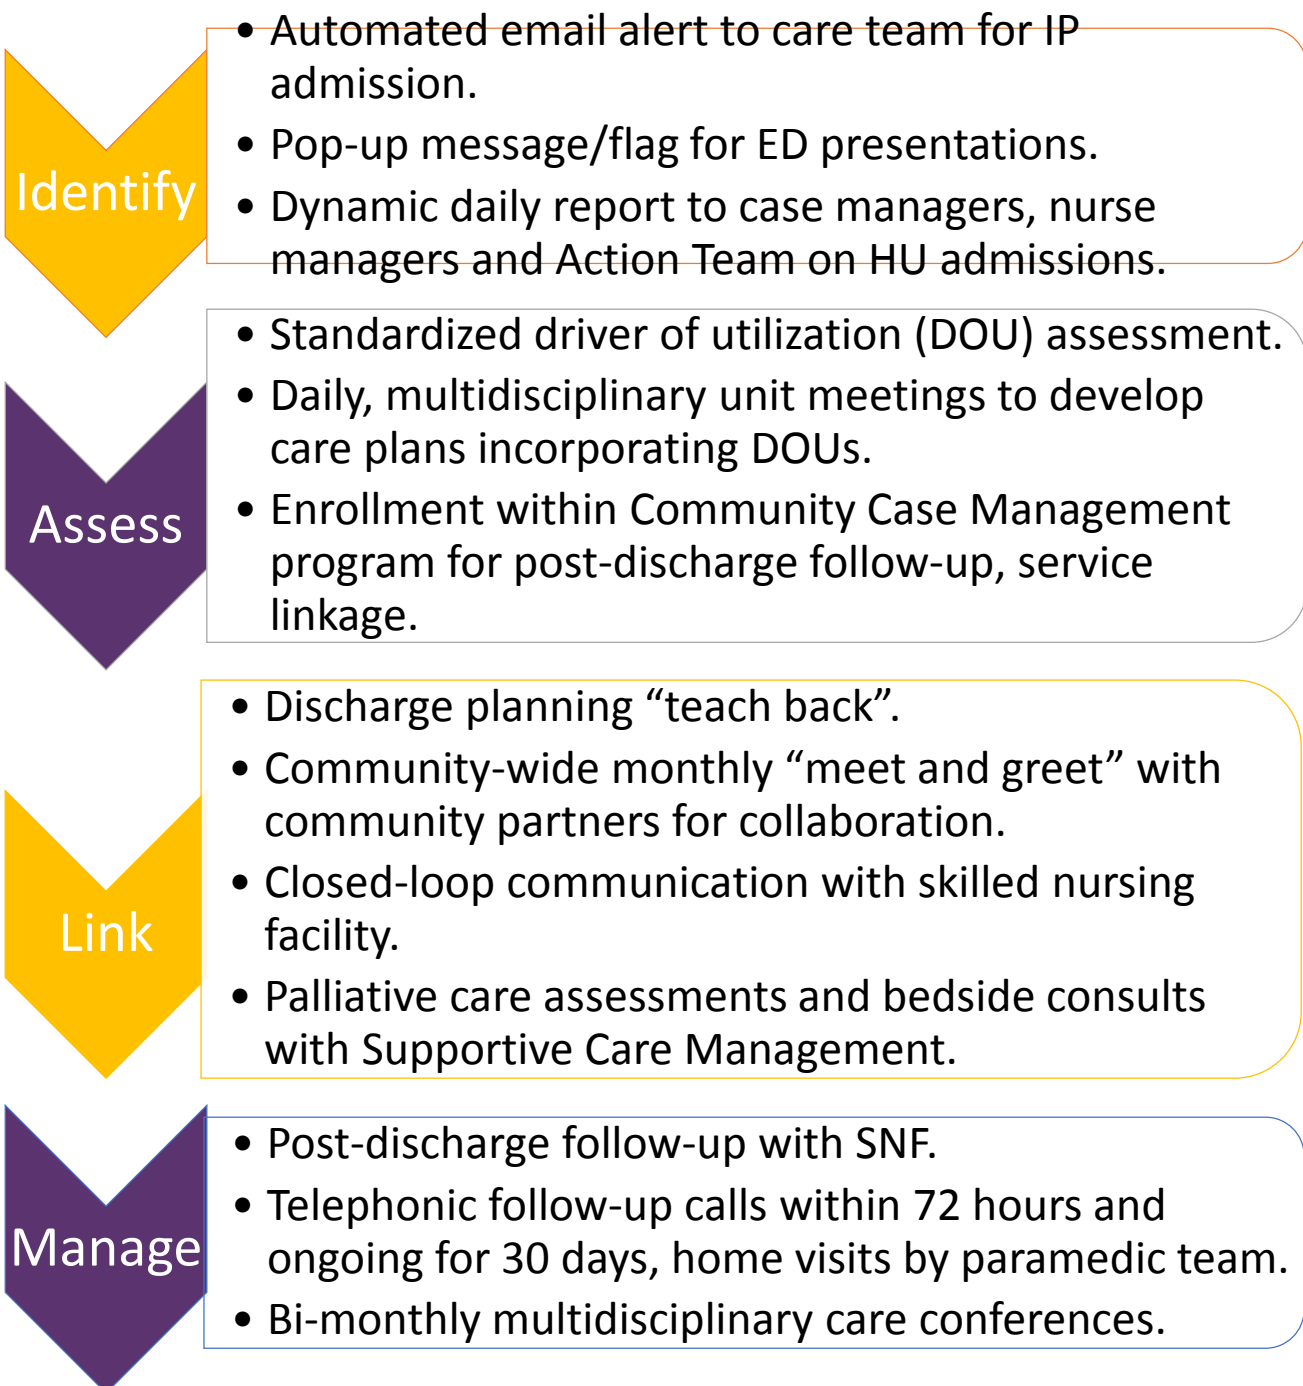 Identify
• Automated email alert to care team for IP
admission.
• Pop-up message/flag for ED presentations.
• Dynamic daily report to case managers, nurse
managers and Action Team on HU admissions.
Assess
• Standardized driver of utilization (DOU) assessment.
• Daily, multidisciplinary unit meetings to develop
care plans incorporating DOUs.
• Enrollment within Community Case Management
program for post-discharge follow-up, service
linkage.
Link
• Discharge planning “teach back”.
• Community-wide monthly “meet and greet” with
community partners for collaboration.
• Closed-loop communication with skilled nursing
facility.
• Palliative care assessments and bedside consults
with Supportive Care Management.
Manage
• Post-discharge follow-up with SNF.
• Telephonic follow-up calls within 72 hours and
ongoing for 30 days, home visits by paramedic team.
• Bi-monthly multidisciplinary care conferences.